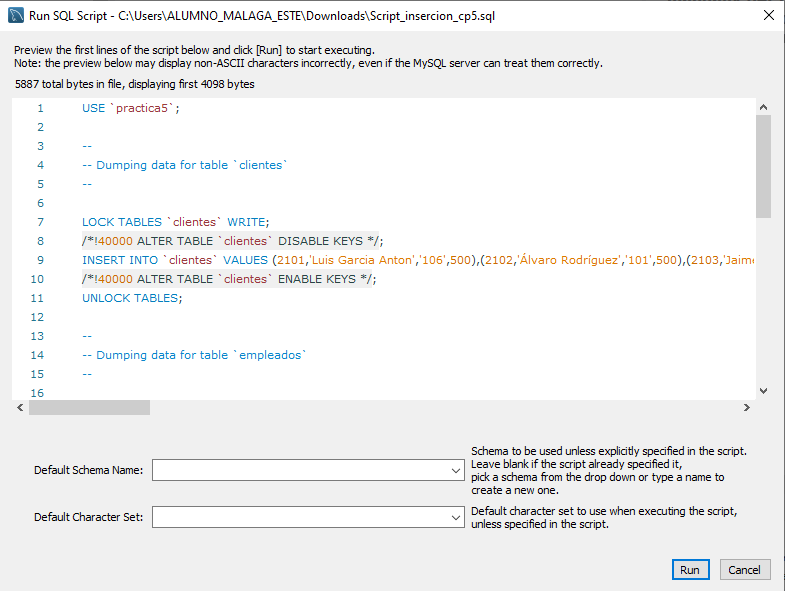 Run SQL Script - C:\Users\ALUMNO_MALAGA_ESTE\Downloads\Script_insercion_cp5.sql
Preview the first lines of the script below and click [Run] to start executing.
Note: the preview below may display non-ASCII characters incorrectly, even if the MySQL server can treat them correctly.
5887 total bytes in file, displaying first 4098 bytes
1 USE `practica5`;
2
3 --
4 -- Dumping data for table `clientes`
5 --
6
7 LOCK TABLES `clientes` WRITE;
8 /*!40000 ALTER TABLE `clientes` DISABLE KEYS */;
9 INSERT INTO `clientes` VALUES (2101,'Luis Garcia Anton','106',500),(2102,'Álvaro Rodríguez','101',500),(2103,'Jaime
10 /*!40000 ALTER TABLE `clientes` ENABLE KEYS */;
11 UNLOCK TABLES;
12
13 --
14 -- Dumping data for table `empleados`
15 --
16
Default Schema Name:
Schema to be used unless explicitly specified in the script.
Leave blank if the script already specified it,
pick a schema from the drop down or type a name to
create a new one.
Default Character Set:
Default character set to use when executing the script,
unless specified in the script.
Run
Cancel